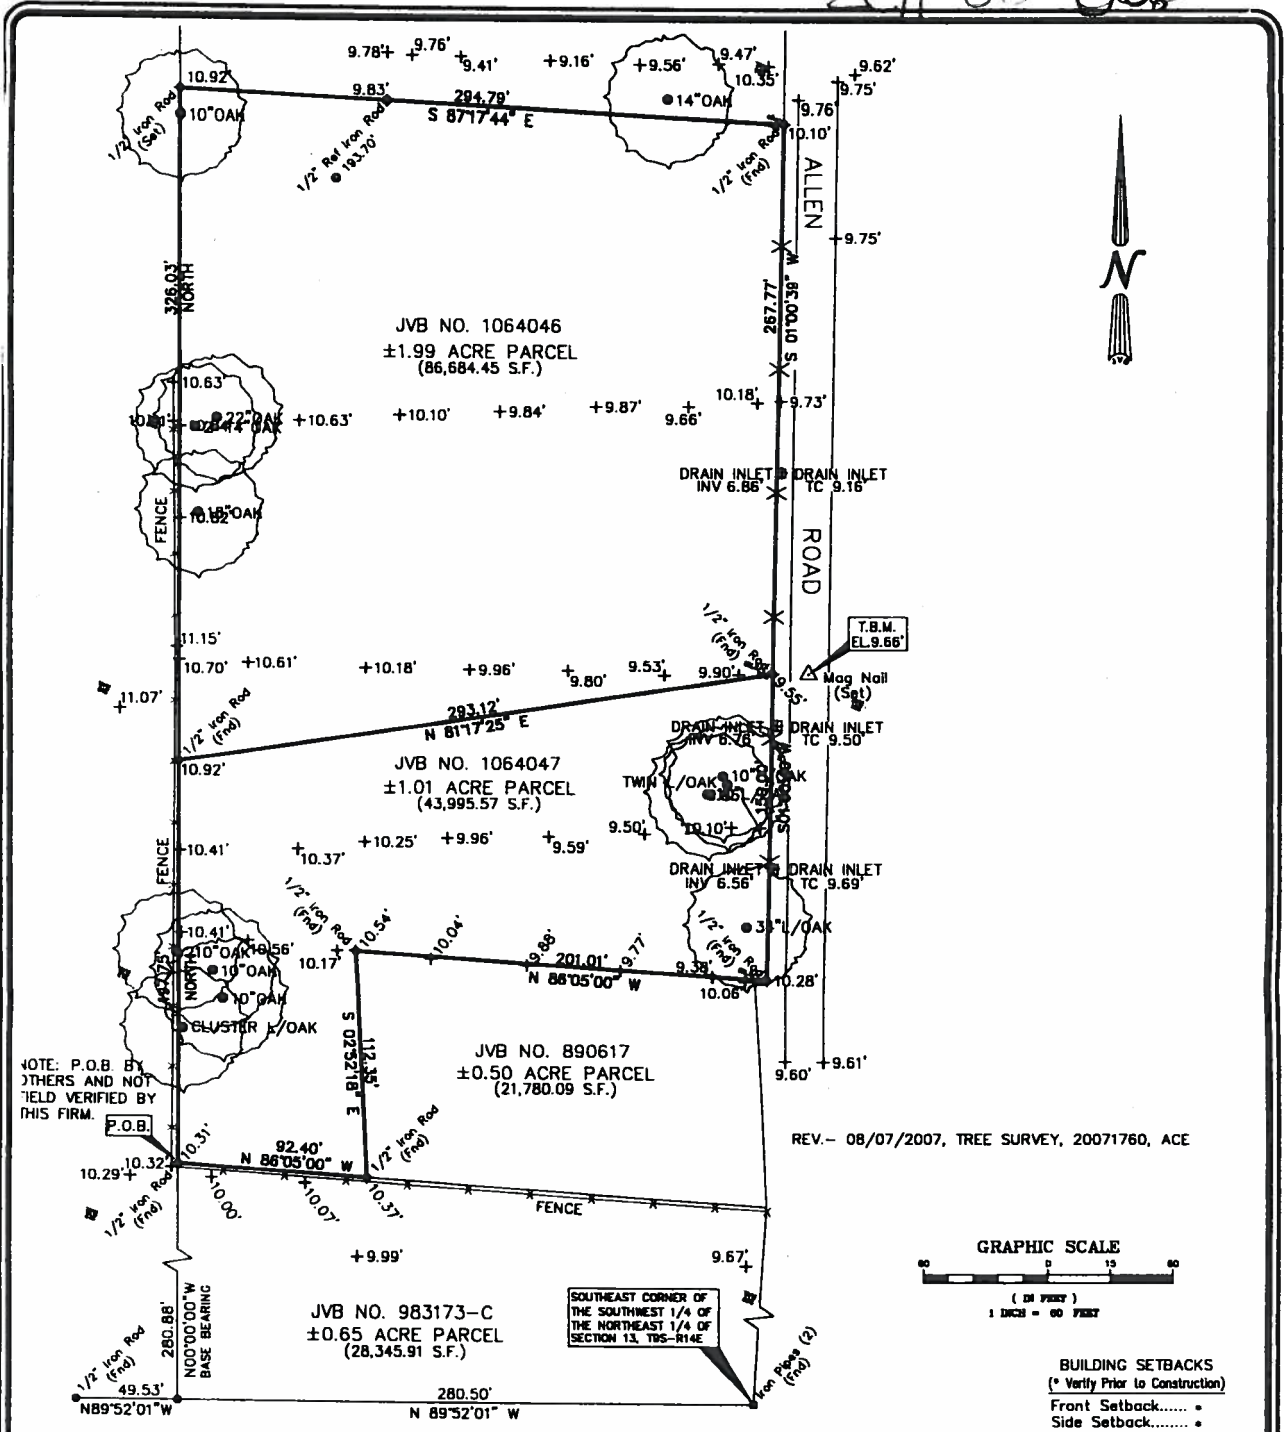 9.78' 9.76' 9.41' 9.16' 9.56' 9.47' 10.35' 9.62'
9.75'
9.76'
10.92' 9.83' 294.79' 14"OAK
S 87°17'44" E
10"OAK
10.10'
1/2" Iron Rod
(Set)
1/2" Ref Iron Rod
193.70'
1/2" Iron Rod
(Fnd)
ALLEN
9.75'
N
326.03'
NORTH
267.77'
S 01°00'39" W
JVB NO. 1064046
±1.99 ACRE PARCEL
(86,684.45 S.F.)
10.63'
22"OAK
10.63' 10.10' 9.84' 9.87' 9.66' 10.18' 9.73'
DRAIN INLET DRAIN INLET
INV 6.86' TC 9.16'
18"OAK
10.82'
FENCE
ROAD
11.15'
10.70' 10.61' 10.18' 9.96' 9.80' 9.53' 9.90'
1/2" Iron Rod
(Fnd)
9.55'
T.B.M.
EL.9.66'
Mag Nail
(Set)
11.07'
1/2" Iron Rod
(Fnd)
293.12'
N 81°17'25" E
DRAIN INLET DRAIN INLET
INV 6.76' TC 9.50'
10.92'
JVB NO. 1064047
±1.01 ACRE PARCEL
(43,995.57 S.F.)
TWIN L/OAK
10"L/OAK
FENCE
10.41' 10.37' 10.25' 9.96' 9.59' 9.50' 10.10'
DRAIN INLET DRAIN INLET
INV 6.56' TC 9.69'
1/2" Iron Rod
(Fnd)
10.54'
10.04'
9.88'
9.77'
1/2" Iron Rod
(Fnd)
10.41' 10.56' 10.17'
10"OAK
10"OAK
10"OAK
CLUSTER L/OAK
197.75'
NORTH
201.01'
N 86°05'00" W
9.38'
10.06'
10.28'
S 02°52'18" E
112.35'
JVB NO. 890617
±0.50 ACRE PARCEL
(21,780.09 S.F.)
9.60' 9.61'
NOTE: P.O.B. BY
OTHERS AND NOT
FIELD VERIFIED BY
THIS FIRM.
P.O.B.
REV.- 08/07/2007, TREE SURVEY, 20071760, ACE
10.31'
92.40'
N 86°05'00" W
1/2" Iron Rod
(Fnd)
10.29' 10.32'
1/2" Iron Rod
(Fnd)
10.00'
10.07'
10.37'
FENCE
9.99' 9.67'
GRAPHIC SCALE
60 0 15 60
( IN FEET )
1 INCH = 60 FEET
280.88'
N00°00'00"W
BASE BEARING
JVB NO. 983173-C
±0.65 ACRE PARCEL
(28,345.91 S.F.)
SOUTHEAST CORNER OF
THE SOUTHWEST 1/4 OF
THE NORTHEAST 1/4 OF
SECTION 13, T8S-R14E
Iron Pipes (2)
(Fnd)
1/2" Iron Rod
(Fnd)
49.53'
N89°52'01"W
280.50'
N 89°52'01" W
BUILDING SETBACKS
(* Verify Prior to Construction)
Front Setback...... *
Side Setback........ *